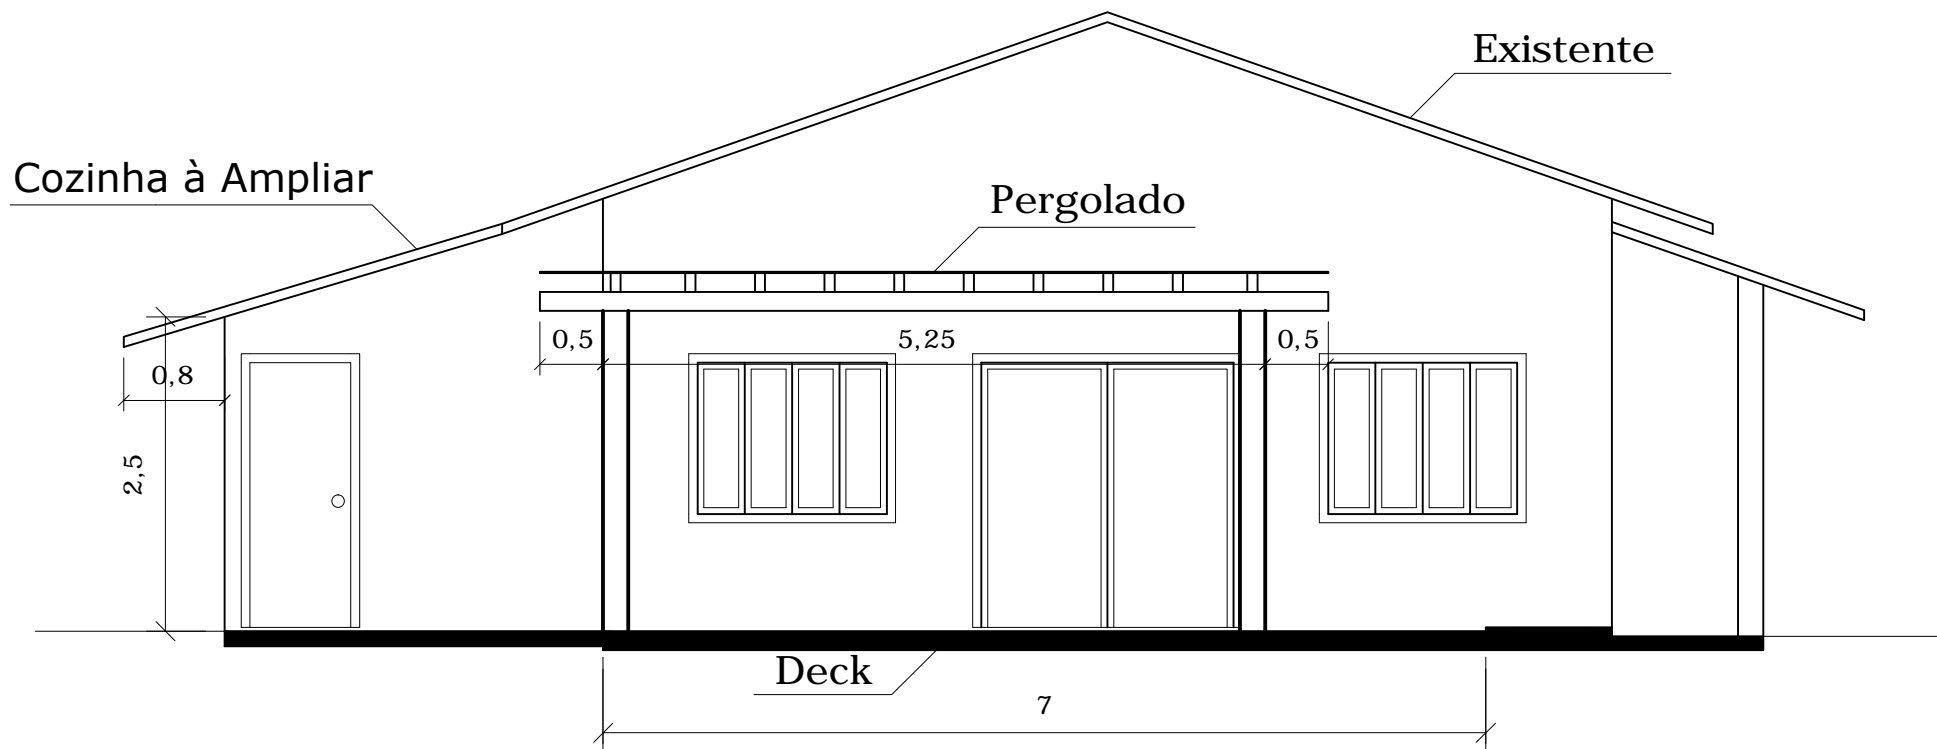 Existente
Cozinha à Ampliar
Pergolado
0,5
5,25
0,5
0,8
2,5
Deck
7